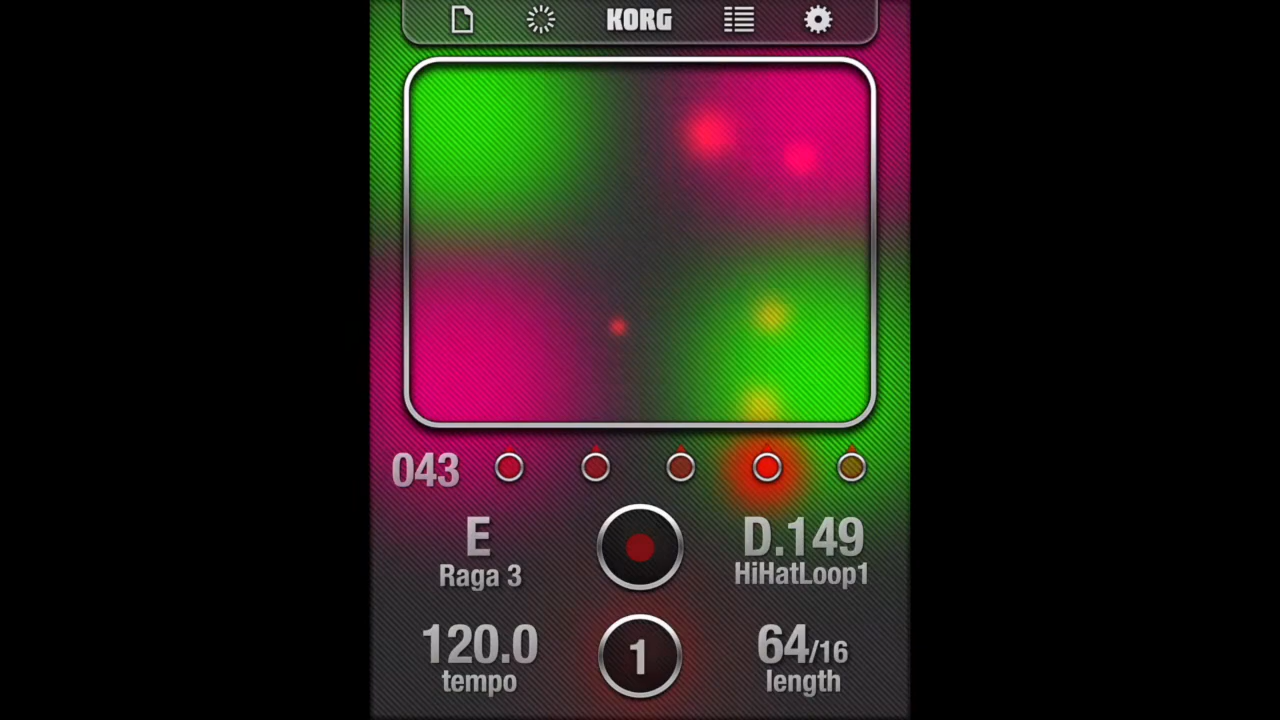 KORG
043
E
Raga 3
D.149
HiHatLoop1
120.0
tempo
1
64/16
length